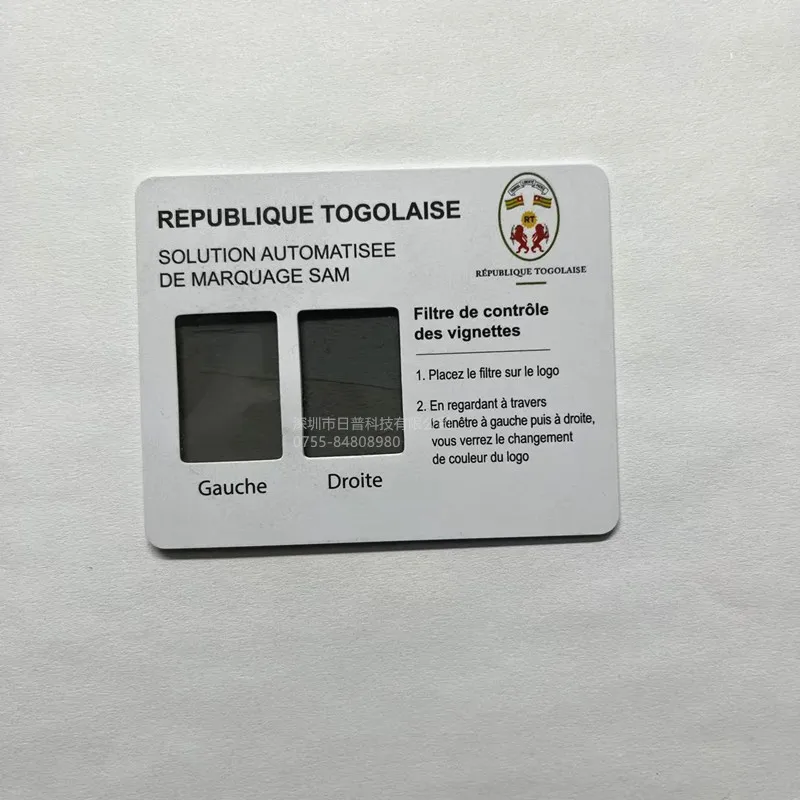 REPUBLIQUE TOGOLAISE
SOLUTION AUTOMATISEE
DE MARQUAGE SAM
RT
RÉPUBLIQUE TOGOLAISE
Filtre de contrôle
des vignettes
1. Placez le filtre sur le logo
2. En regardant à travers
la fenêtre à gauche puis à droite,
vous verrez le changement
de couleur du logo
Gauche
Droite
深圳市日普科技有限
0755-84808980